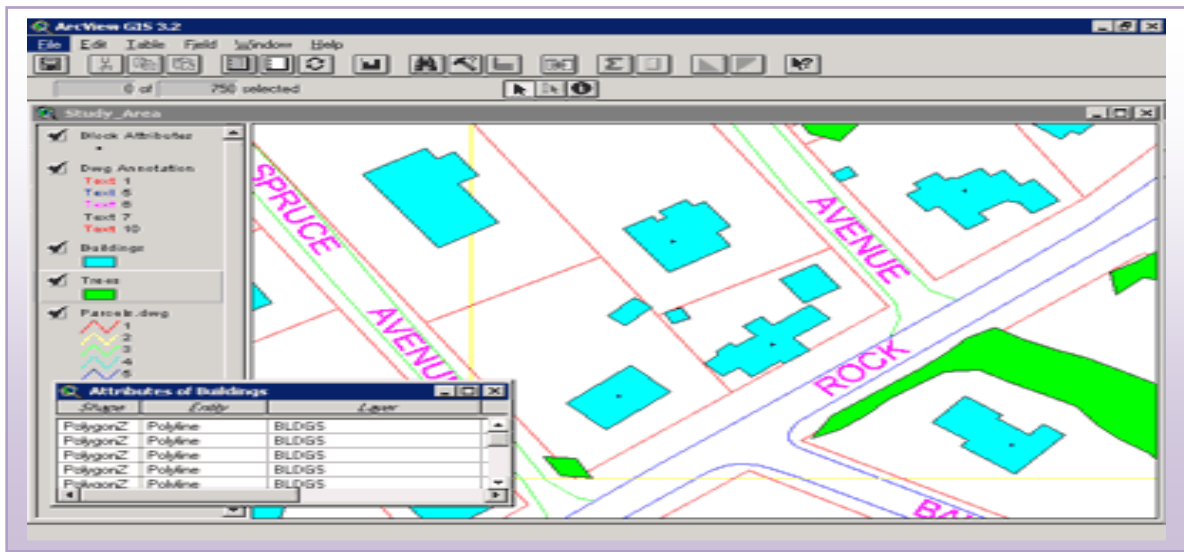 ArcView GIS 3.2
File Edit Table Field Window Help
0 of 750 selected
Study_Area
Block Attributes
Dwg Annotation
Text 1
Text 5
Text 6
Text 7
Text 10
Buildings
Trees
Parcels.dwg
1
2
3
4
5
SPRUCE
AVENUE
AVENUE
ROCK
Attributes of Buildings
Shape Entity Layer
PolygonZ Polyline BLDGS
PolygonZ Polyline BLDGS
PolygonZ Polyline BLDGS
PolygonZ Polyline BLDGS
PolygonZ Polyline BLDGS